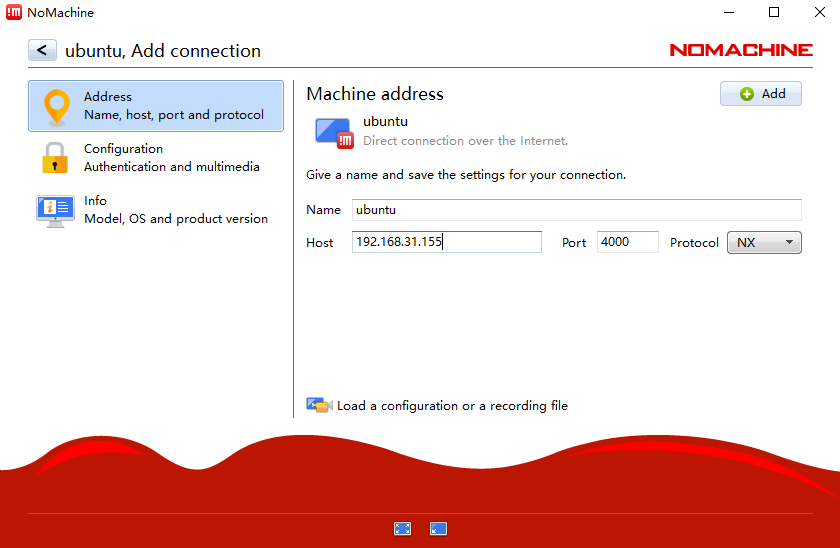 !M NoMachine
< ubuntu, Add connection
NOMACHINE
Address
Name, host, port and protocol
Configuration
Authentication and multimedia
Info
Model, OS and product version
Machine address
Add
ubuntu
!M Direct connection over the Internet.
Give a name and save the settings for your connection.
Name ubuntu
Host 192.168.31.155 Port 4000 Protocol NX
Load a configuration or a recording file